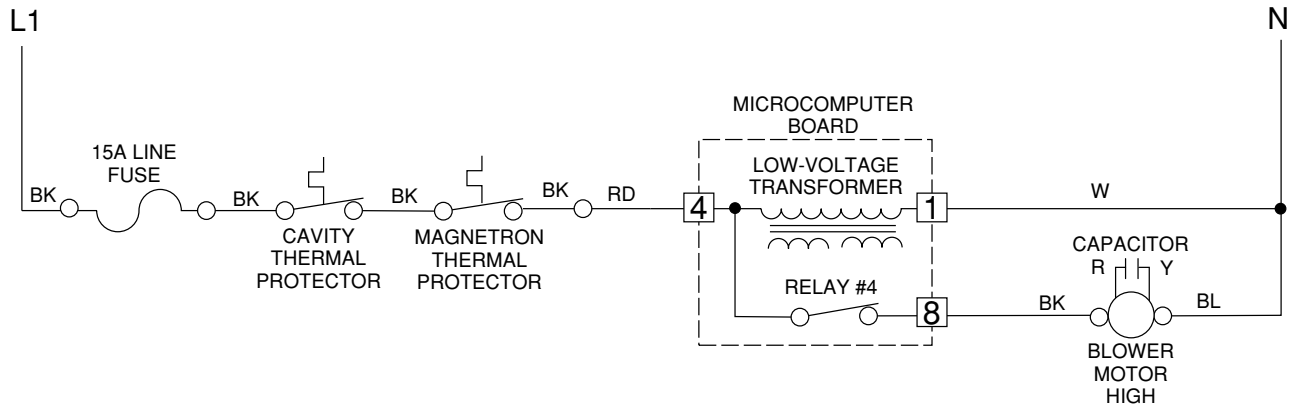 L1
N
MICROCOMPUTER
BOARD
15A LINE
FUSE
LOW-VOLTAGE
TRANSFORMER
BK
BK
BK
BK
RD
4
1
W
CAVITY
THERMAL
PROTECTOR
MAGNETRON
THERMAL
PROTECTOR
CAPACITOR
R
Y
RELAY #4
8
BK
BL
BLOWER
MOTOR
HIGH